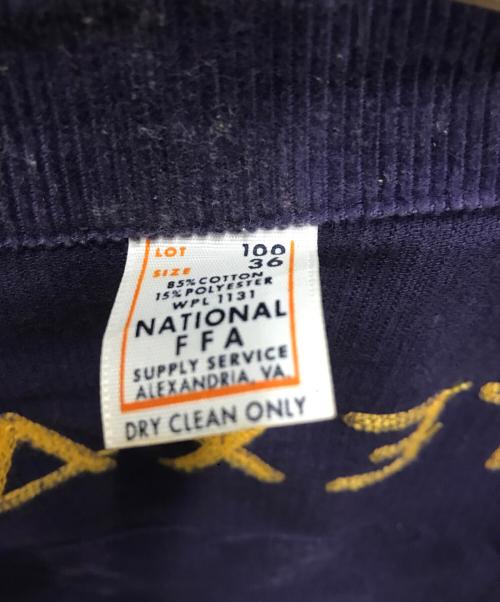 LOT 100
SIZE 36
85% COTTON
15% POLYESTER
WPL 1131
NATIONAL
FFA
SUPPLY SERVICE
ALEXANDRIA, VA.
DRY CLEAN ONLY